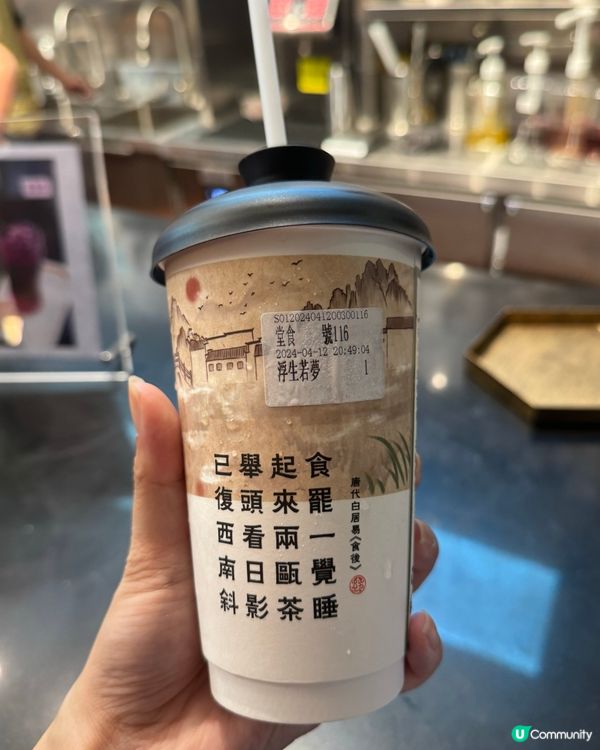 S0120240412003001​16
堂食 號116
2024-04-12 20:49:04
浮生若夢 1
唐代白居易《食後》
食罷一覺睡
起來兩甌茶
舉頭看日影
已復西南斜
U Community